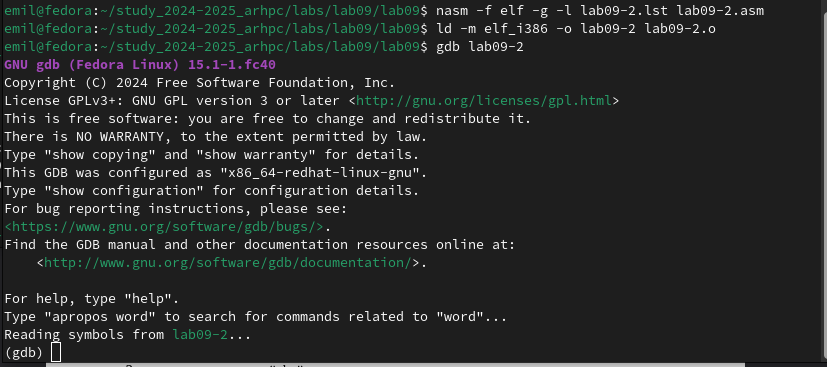 emil@fedora:~/study_2024-2025_arhpc/labs/lab09/lab09$ nasm -f elf -g -l lab09-2.lst lab09-2.asm
emil@fedora:~/study_2024-2025_arhpc/labs/lab09/lab09$ ld -m elf_i386 -o lab09-2 lab09-2.o
emil@fedora:~/study_2024-2025_arhpc/labs/lab09/lab09$ gdb lab09-2
GNU gdb (Fedora Linux) 15.1-1.fc40
Copyright (C) 2024 Free Software Foundation, Inc.
License GPLv3+: GNU GPL version 3 or later <http://gnu.org/licenses/gpl.html>
This is free software: you are free to change and redistribute it.
There is NO WARRANTY, to the extent permitted by law.
Type "show copying" and "show warranty" for details.
This GDB was configured as "x86_64-redhat-linux-gnu".
Type "show configuration" for configuration details.
For bug reporting instructions, please see:
<https://www.gnu.org/software/gdb/bugs/>.
Find the GDB manual and other documentation resources online at:
    <http://www.gnu.org/software/gdb/documentation/>.

For help, type "help".
Type "apropos word" to search for commands related to "word"...
Reading symbols from lab09-2...
(gdb)